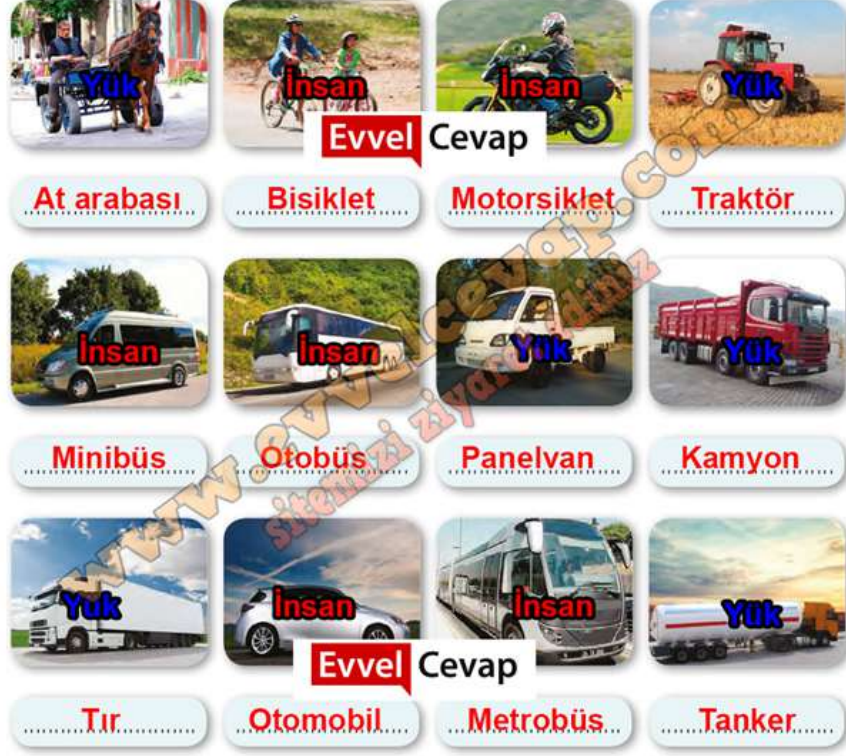 Yük İnsan İnsan Yük
Evvel Cevap
At arabası Bisiklet Motorsiklet Traktör
İnsan İnsan Yük Yük
Minibüs Otobüs Panelvan Kamyon
Yük İnsan İnsan Yük
Evvel Cevap
Tır Otomobil Metrobüs Tanker
www.evvelcevap.com
sitemizi ziyaret ediniz